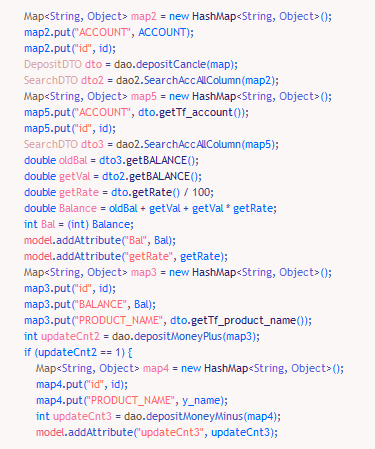 Map<String, Object> map2 = new HashMap<String, Object>();
map2.put("ACCOUNT", ACCOUNT);
map2.put("id", id);
DepositDTO dto = dao.depositCancle(map);
SearchDTO dto2 = dao2.SearchAccAllColumn(map2);
Map<String, Object> map5 = new HashMap<String, Object>();
map5.put("ACCOUNT", dto.getTf_account());
map5.put("id", id);
SearchDTO dto3 = dao2.SearchAccAllColumn(map5);
double oldBal = dto3.getBALANCE();
double getVal = dto2.getBALANCE();
double getRate = dto.getRate() / 100;
double Balance = oldBal + getVal + getVal * getRate;
int Bal = (int) Balance;
model.addAttribute("Bal", Bal);
model.addAttribute("getRate", getRate);
Map<String, Object> map3 = new HashMap<String, Object>();
map3.put("id", id);
map3.put("BALANCE", Bal);
map3.put("PRODUCT_NAME", dto.getTf_product_name());
int updateCnt2 = dao.depositMoneyPlus(map3);
if (updateCnt2 == 1) {
Map<String, Object> map4 = new HashMap<String, Object>();
map4.put("id", id);
map4.put("PRODUCT_NAME", y_name);
int updateCnt3 = dao.depositMoneyMinus(map4);
model.addAttribute("updateCnt3", updateCnt3);